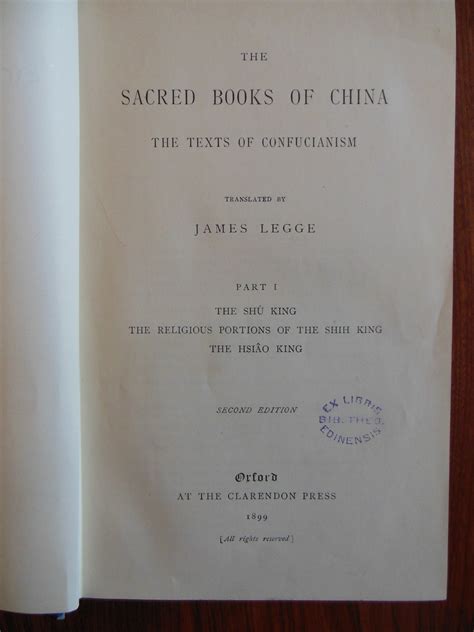 THE
SACRED BOOKS OF CHINA
THE TEXTS OF CONFUCIANISM
TRANSLATED BY
JAMES LEGGE
PART I
THE SHÛ KING
THE RELIGIOUS PORTIONS OF THE SHIH KING
THE HSIÂO KING
SECOND EDITION
EX LIBRIS
BIB. THEO.
EDINENSIS
Oxford
AT THE CLARENDON PRESS
1899
[All rights reserved]